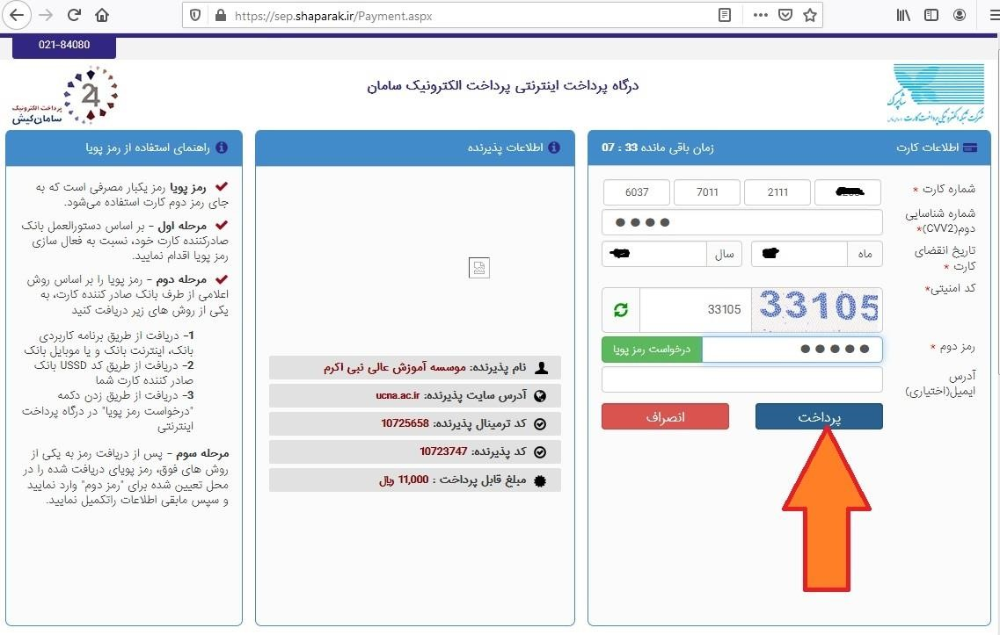 https://sep.shaparak.ir/Payment.aspx
021-84080
درگاه پرداخت اینترنتی پرداخت الکترونیک سامان
24
پرداخت الکترونیک
سامان‌کیش
شاپرک
شرکت شبکه الکترونیکی پرداخت کارت
اطلاعات کارت
زمان باقی مانده 33 : 07
شماره کارت *
6037 7011 2111
شماره شناسایی
دوم(CVV2)*
تاریخ انقضای
کارت *
ماه
سال
کد امنیتی*
33105
33105
رمز دوم *
درخواست رمز پویا
آدرس
ایمیل(اختیاری)
پرداخت
انصراف
اطلاعات پذیرنده
نام پذیرنده: موسسه آموزش عالی نبی اکرم
آدرس سایت پذیرنده: ucna.ac.ir
کد ترمینال پذیرنده: 10725658
کد پذیرنده: 10723747
مبلغ قابل پرداخت : 11,000 ریال
راهنمای استفاده از رمز پویا
رمز پویا رمز یکبار مصرفی است که به
جای رمز دوم کارت استفاده می‌شود.
مرحله اول - بر اساس دستورالعمل بانک
صادرکننده کارت خود، نسبت به فعال سازی
رمز پویا اقدام نمایید.
مرحله دوم - رمز پویا را بر اساس روش
اعلامی از طرف بانک صادر کننده کارت، به
یکی از روش های زیر دریافت کنید
1- دریافت از طریق برنامه کاربردی
بانک، اینترنت بانک و یا موبایل بانک
2- دریافت از طریق کد USSD بانک
صادر کننده کارت شما
3- دریافت از طریق زدن دکمه
"درخواست رمز پویا" در درگاه پرداخت
اینترنتی
مرحله سوم - پس از دریافت رمز به یکی از
روش های فوق، رمز پویای دریافت شده را در
محل تعیین شده برای "رمز دوم" وارد نمایید
و سپس مابقی اطلاعات راتکمیل نمایید.